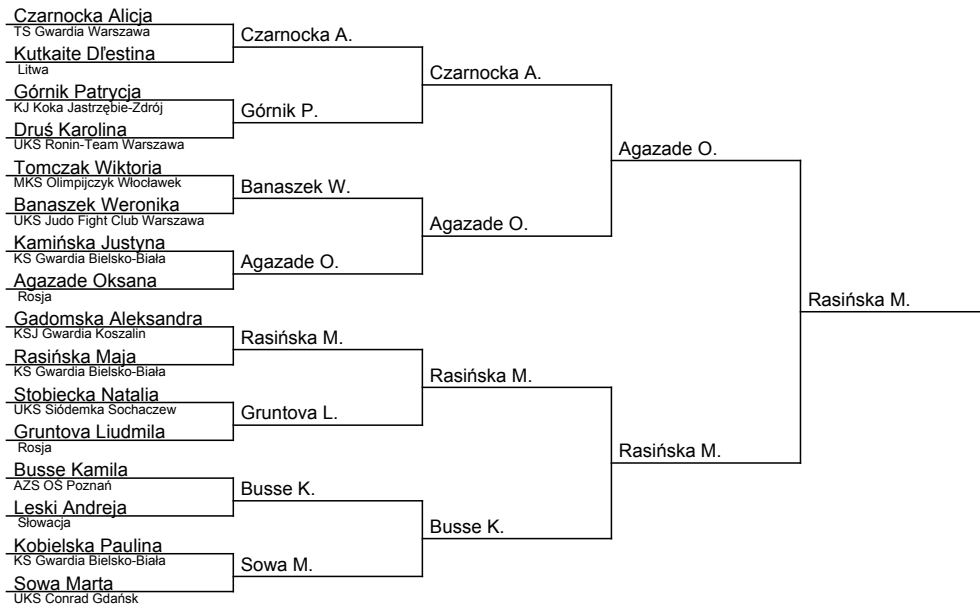 Czarnocka Alicja
TS Gwardia Warszawa
Czarnocka A.
Kutkaite Dľestina
Litwa
Czarnocka A.
Górnik Patrycja
KJ Koka Jastrzębie-Zdrój
Górnik P.
Druś Karolina
UKS Ronin-Team Warszawa
Agazade O.
Tomczak Wiktoria
MKS Olimpijczyk Włocławek
Banaszek W.
Banaszek Weronika
UKS Judo Fight Club Warszawa
Agazade O.
Kamińska Justyna
KS Gwardia Bielsko-Biała
Agazade O.
Agazade Oksana
Rosja
Rasińska M.
Gadomska Aleksandra
KSJ Gwardia Koszalin
Rasińska M.
Rasińska Maja
KS Gwardia Bielsko-Biała
Rasińska M.
Stobiecka Natalia
UKS Siódemka Sochaczew
Gruntova L.
Gruntova Liudmila
Rosja
Rasińska M.
Busse Kamila
AZS OŚ Poznań
Busse K.
Leski Andreja
Słowacja
Busse K.
Kobielska Paulina
KS Gwardia Bielsko-Biała
Sowa M.
Sowa Marta
UKS Conrad Gdańsk